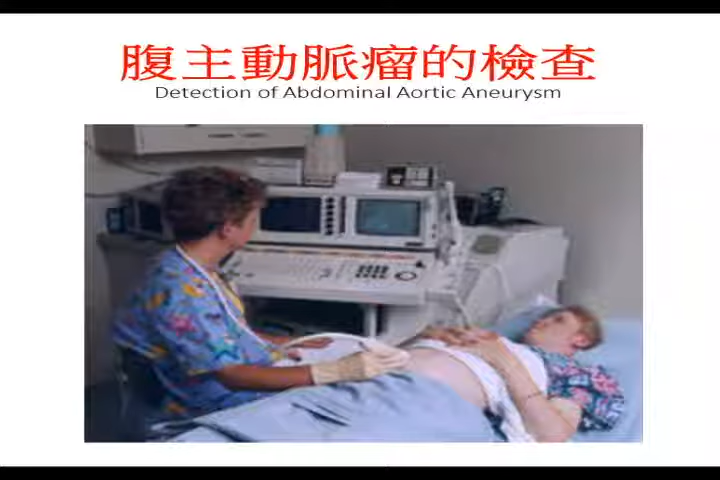 腹主動脈瘤的檢查
Detection of Abdominal Aortic Aneurysm